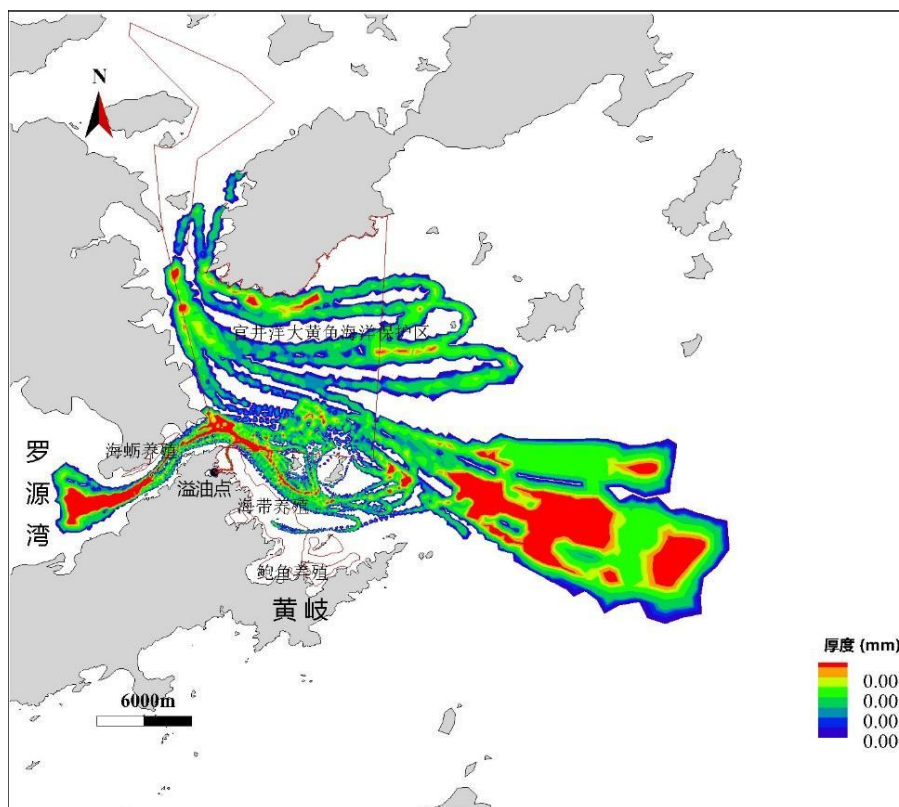 N
官井洋大黄鱼海洋保护区
罗
源
湾
海蛎养殖
溢油点
海带养殖
鲍鱼养殖
黄岐
6000m
厚度 (mm)
0.00
0.00
0.00
0.00